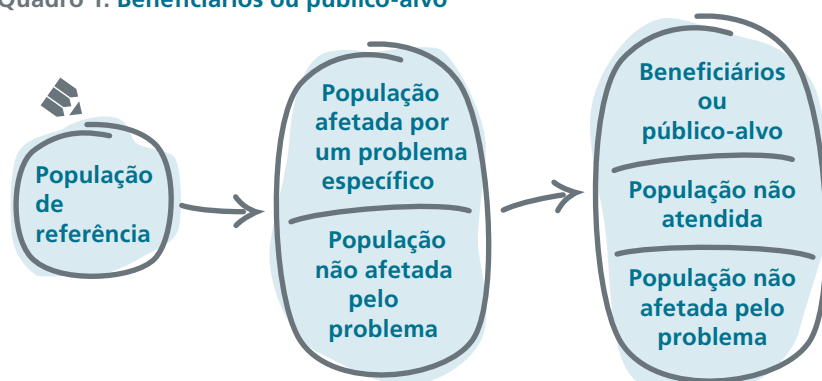 Quadro 1. Beneficiários ou público-alvo
População
de
referência
População
afetada por
um problema
específico
População
não afetada
pelo
problema
Beneficiários
ou
público-alvo
População não
atendida
População não
afetada pelo
problema